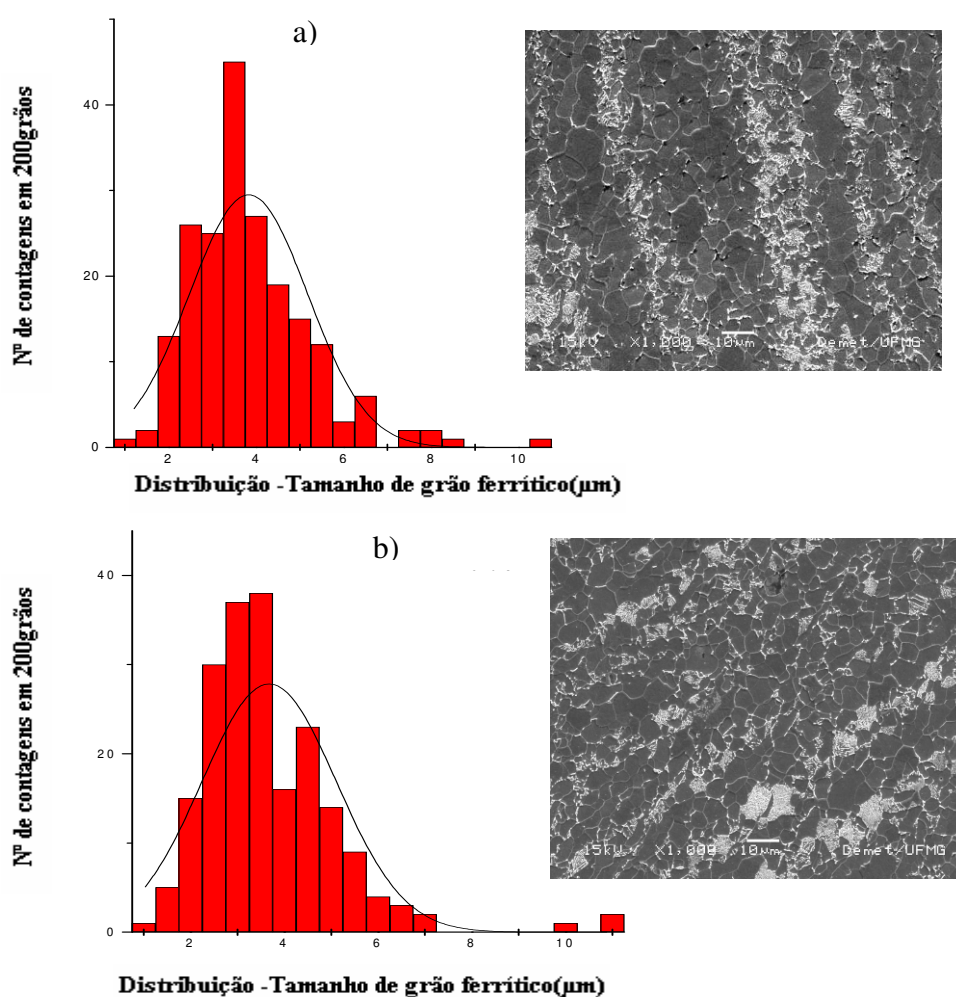 a)
Nº de contagens em 200grãos
40
20
0
2 4 6 8 10
Distribuição -Tamanho de grão ferrítico(µm)
15kV X1,000 10µm Demet/UFMG
b)
Nº de contagens em 200grãos
40
20
0
2 4 6 8 10
Distribuição -Tamanho de grão ferrítico(µm)
15kV X1,000 10µm Demet/UFMG